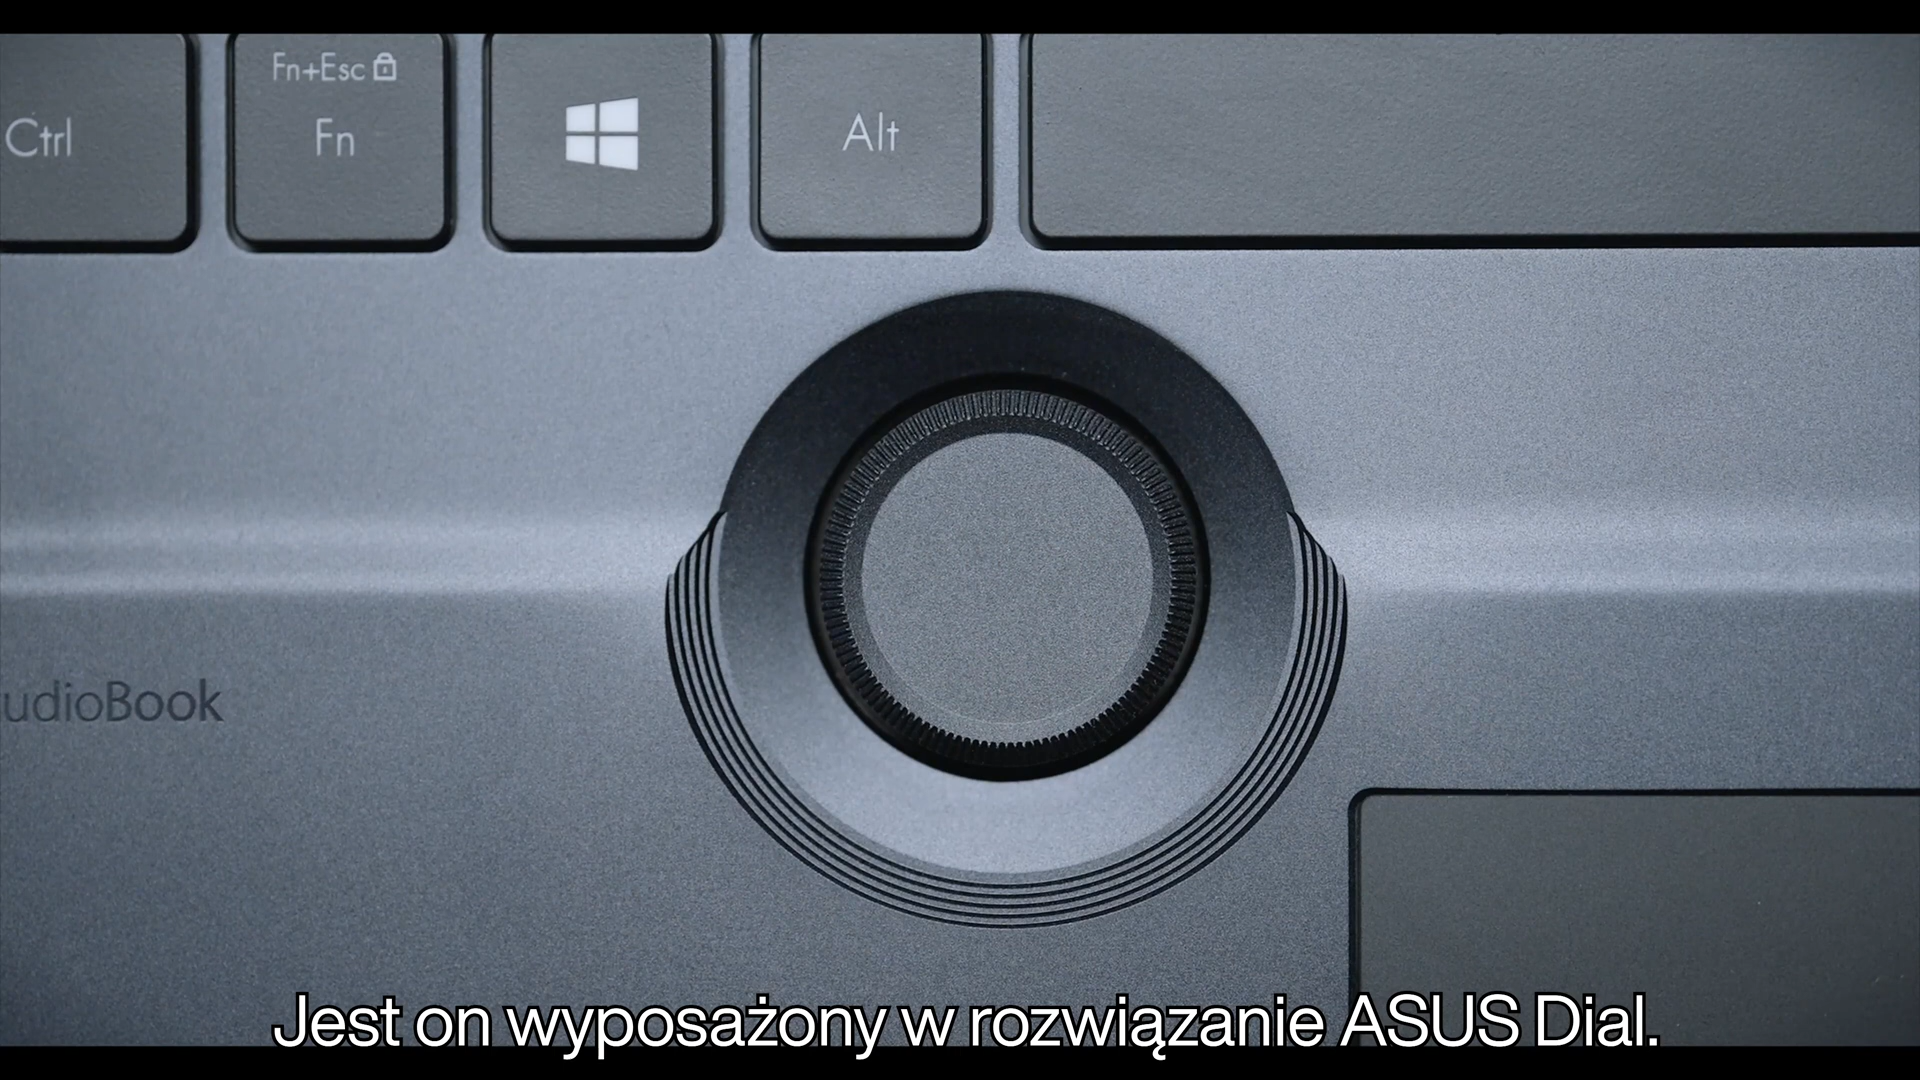 Fn+Esc
Ctrl
Fn
Alt
udioBook
Jest on wyposażony w rozwiązanie ASUS Dial.